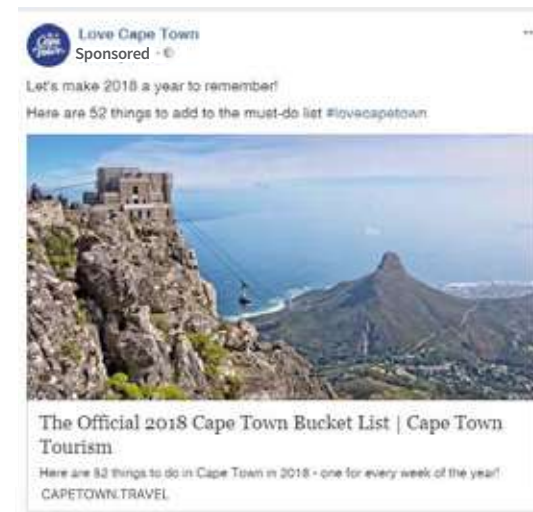 Love Cape Town
Sponsored ·
Let's make 2018 a year to remember!
Here are 52 things to add to the must-do list #lovecapetown
The Official 2018 Cape Town Bucket List | Cape Town
Tourism
Here are 52 things to do in Cape Town in 2018 - one for every week of the year!
CAPETOWN.TRAVEL